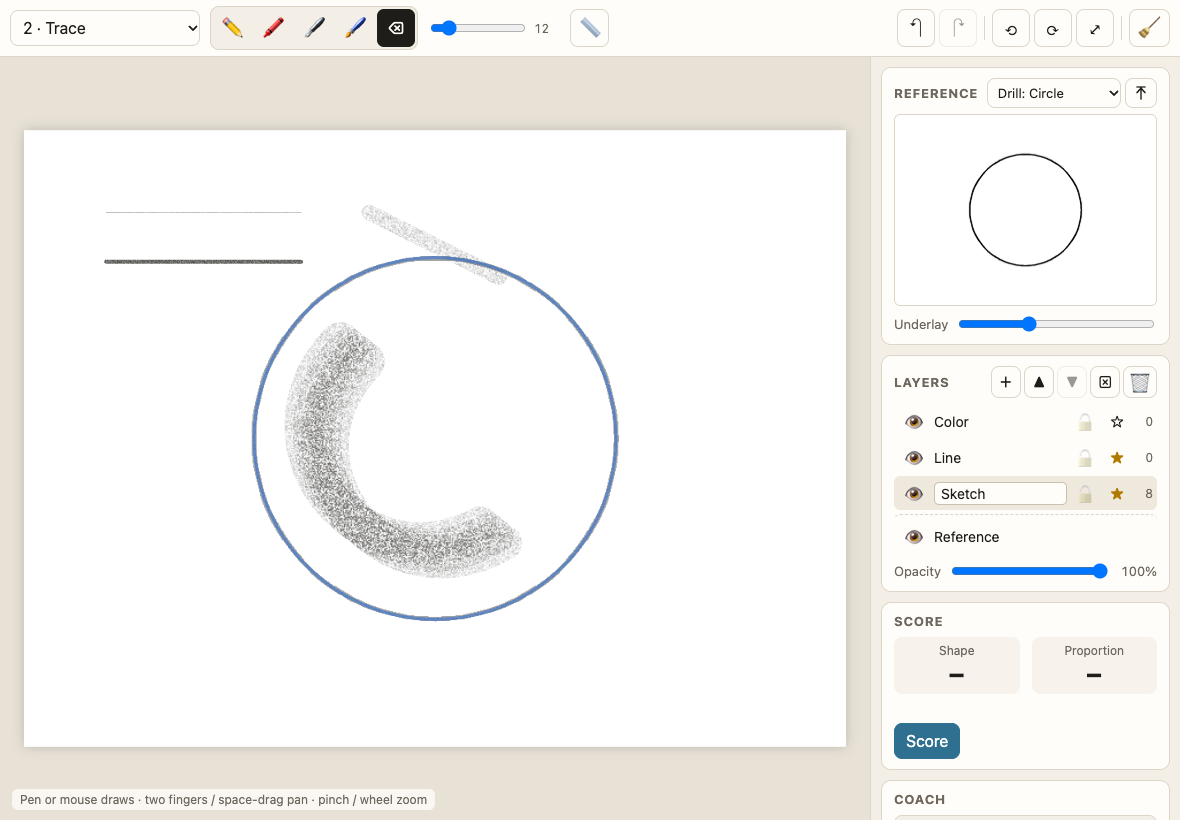 2 · Trace
12
REFERENCE
Drill: Circle
Underlay
LAYERS
Color
0
Line
0
Sketch
8
Reference
Opacity
100%
SCORE
Shape
Proportion
–
–
Score
COACH
Pen or mouse draws · two fingers / space-drag pan · pinch / wheel zoom